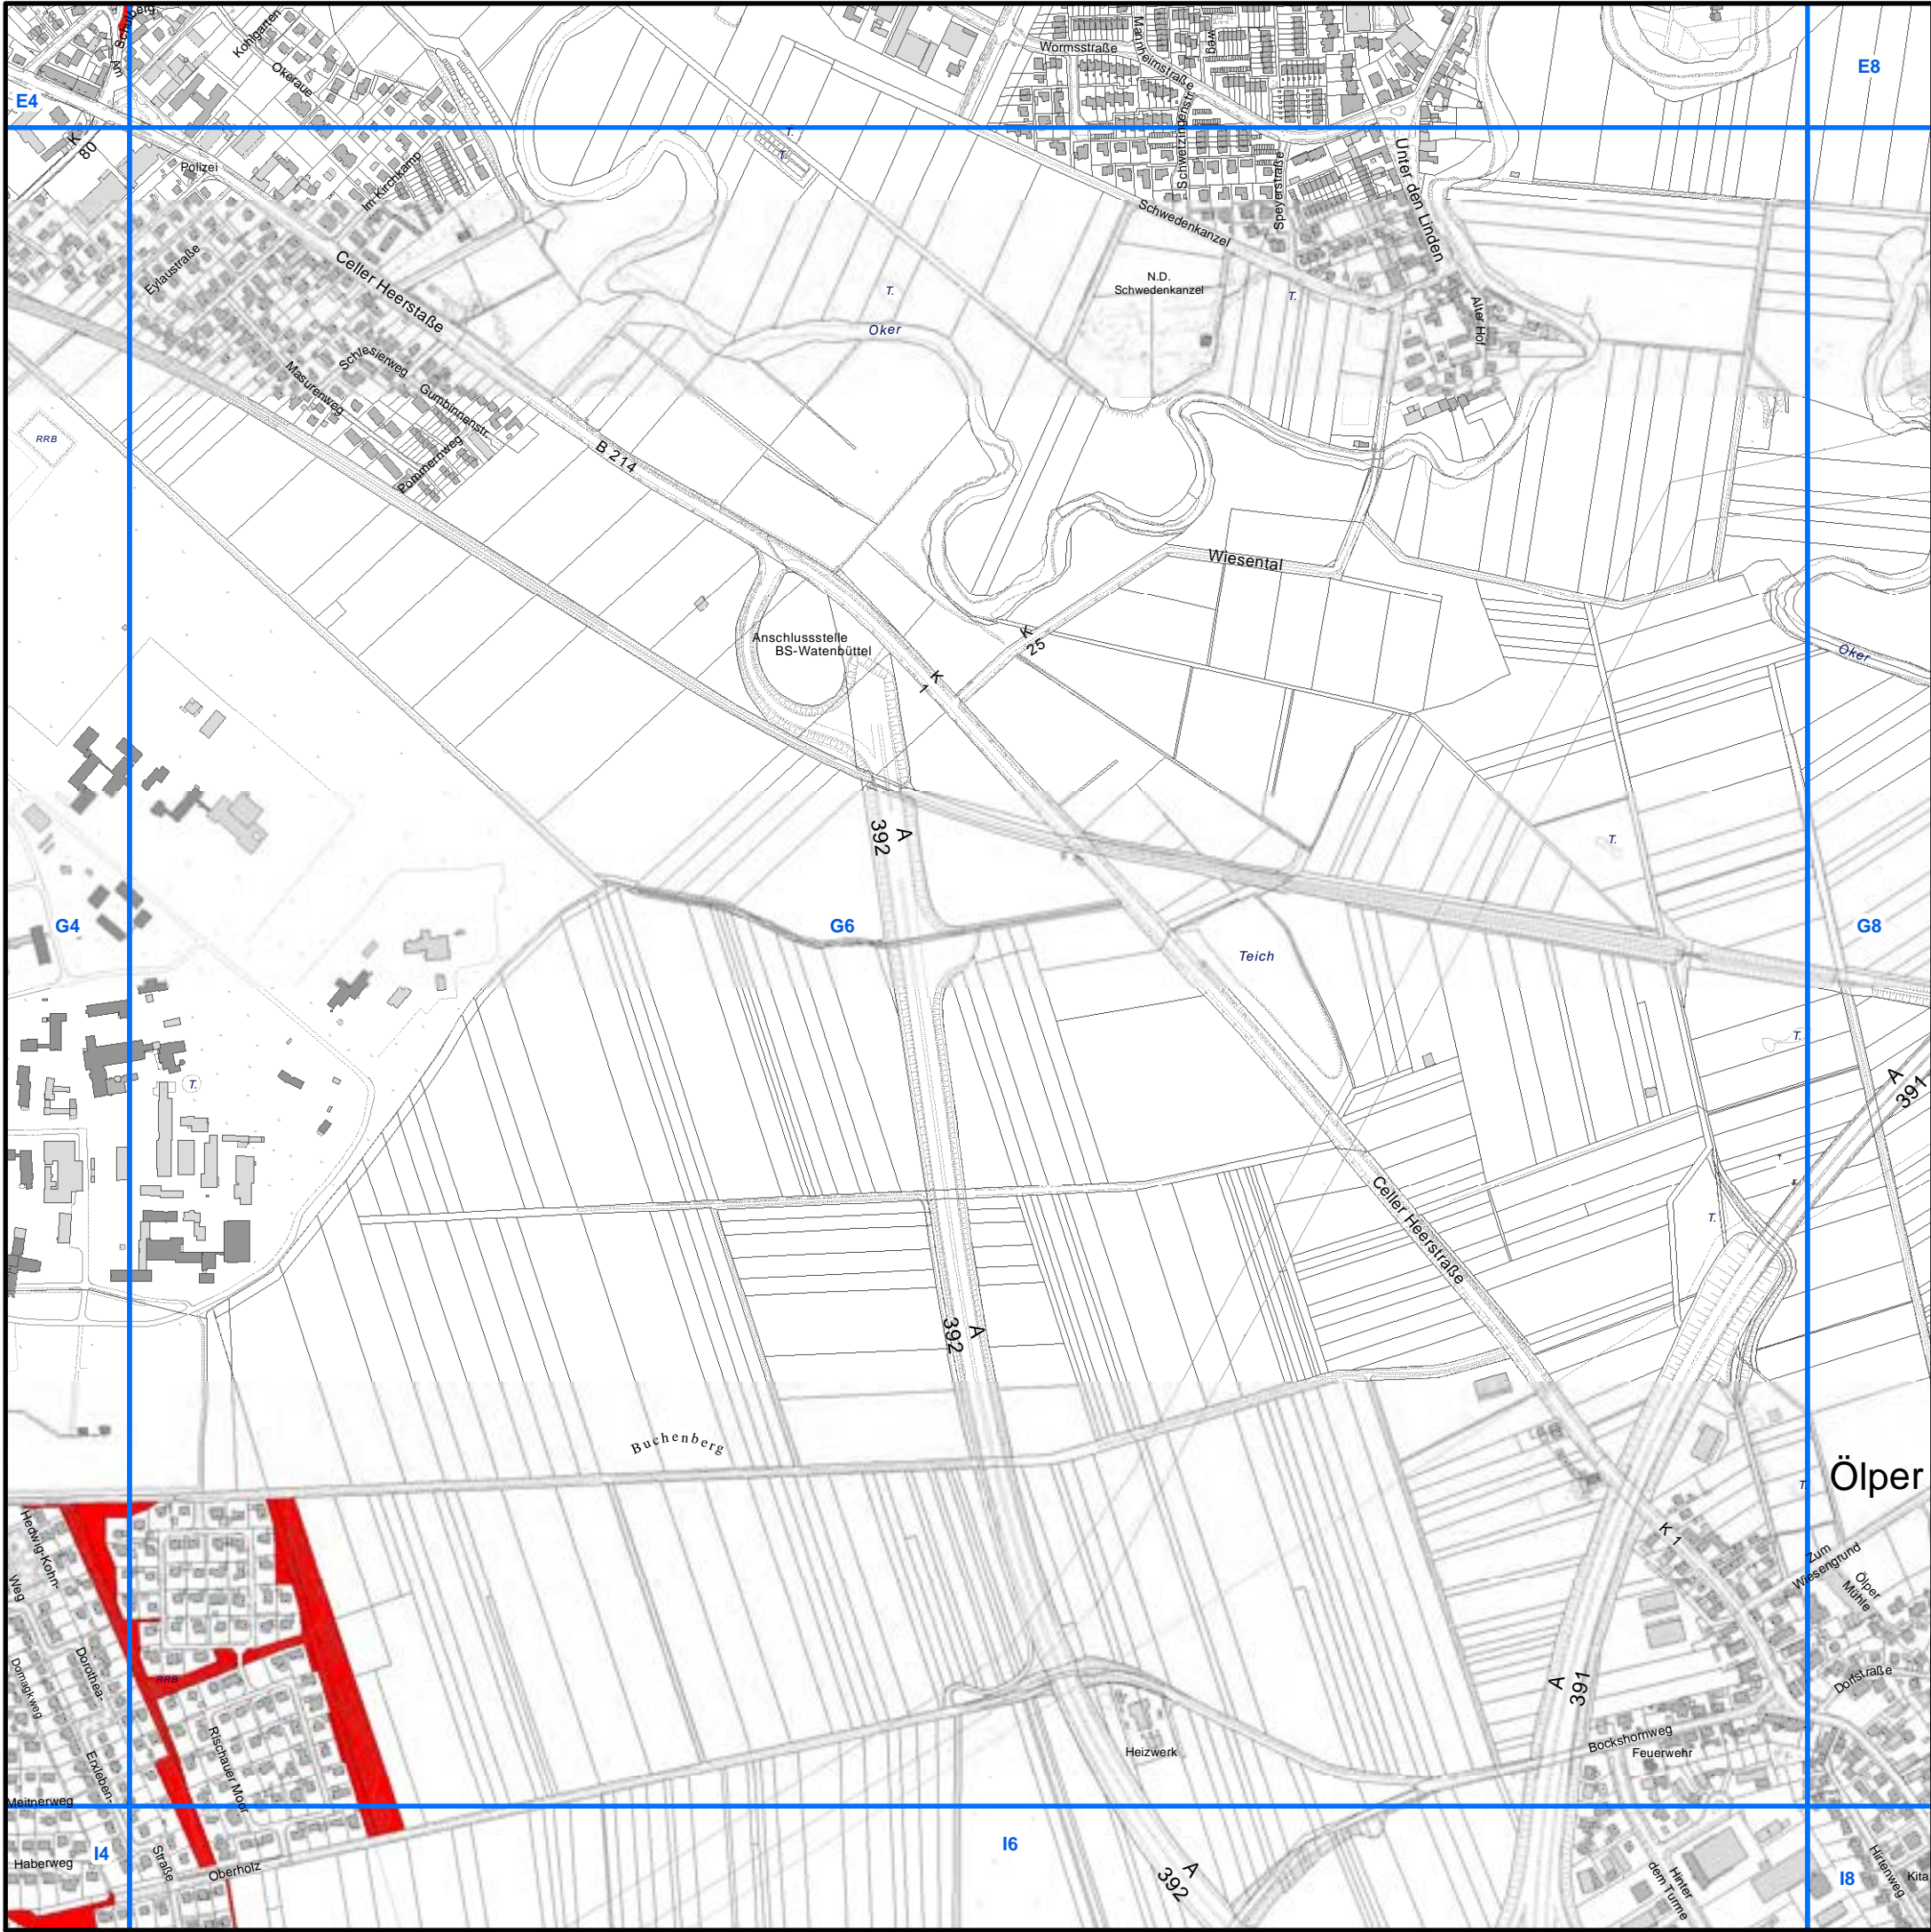 Am
Schulberg
Kohlgarten
Okeraue
Wormsstraße
Mannheimstraße
weg
E8
E4
K
80
T.
T.
Polizei
Im Kirchkamp
Schwetzingenstr.
Speyerstraße
Unter den Linden
Schwedenkanzel
Eylaustraße
Celler Heerstaße
N.D.
Schwedenkanzel
T.
T.
Oker
Alter Hof
Schlesierweg
Masurenweg
Gumbinnenstr.
Pommernweg
RRB
B 214
Wiesental
Anschlussstelle
BS-Watenbüttel
K
25
K
1
Oker
A
392
T.
G4
G6
G8
Teich
T.
T.
A
391
Celler Heerstraße
T.
A
392
Buchenberg
Ölper
T.
Hedwig-Kohn-
Weg
K 1
Zum
Wiesengrund
Ölper
Mühle
Dorothea-
Domagkweg
RRB
Dorfstraße
A
391
Rischauer Moor
Erxleben-
Heizwerk
Bockshornweg
Feuerwehr
Meitnerweg
I4
I6
I8
Haberweg
Straße
Oberholz
A
392
Hinter
dem Turme
Hirtenweg
Kita